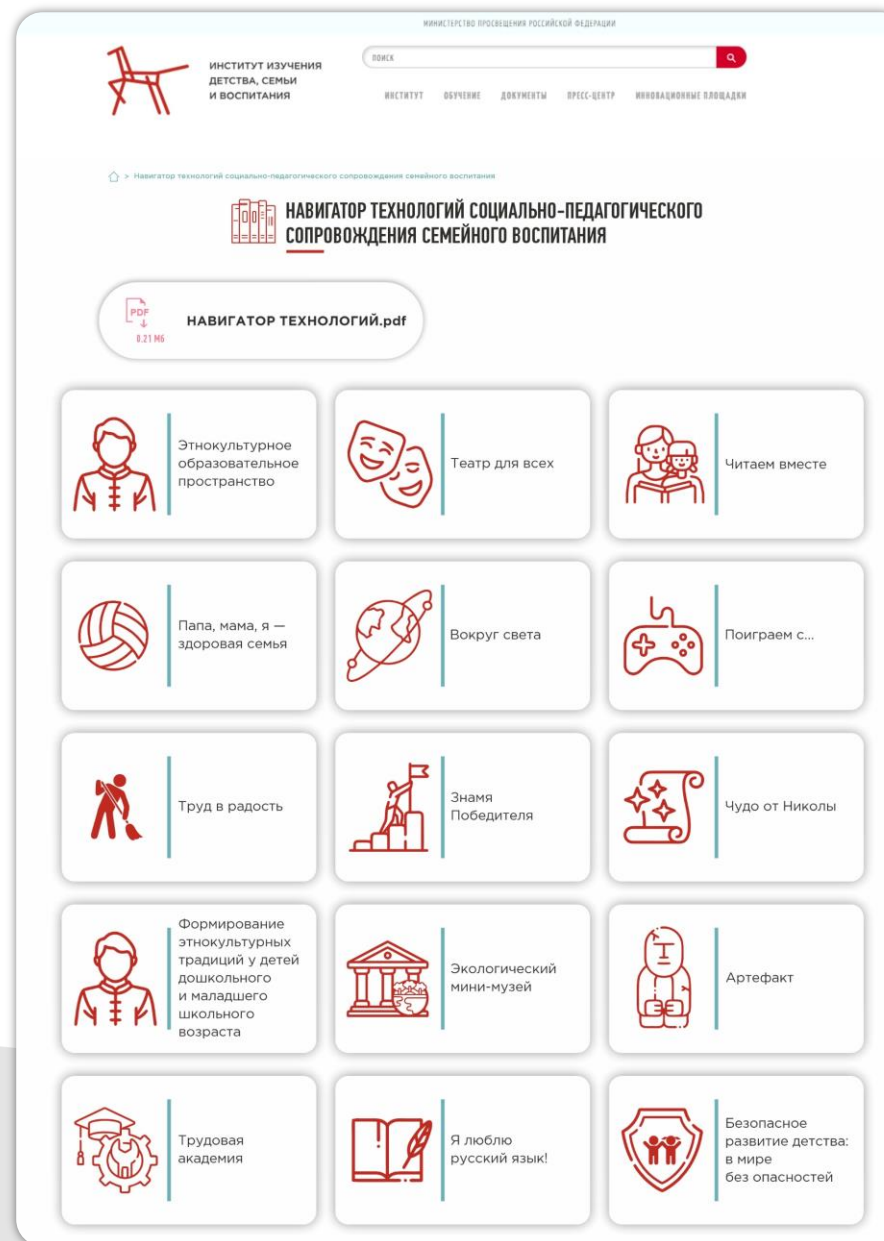 МИНИСТЕРСТВО ПРОСВЕЩЕНИЯ РОССИЙСКОЙ ФЕДЕРАЦИИ
ИНСТИТУТ ИЗУЧЕНИЯ
ДЕТСТВА, СЕМЬИ
И ВОСПИТАНИЯ
ПОИСК
ИНСТИТУТ ОБУЧЕНИЕ ДОКУМЕНТЫ ПРЕСС-ЦЕНТР ИННОВАЦИОННЫЕ ПЛОЩАДКИ
> Навигатор технологий социально-педагогического сопровождения семейного воспитания
НАВИГАТОР ТЕХНОЛОГИЙ СОЦИАЛЬНО-ПЕДАГОГИЧЕСКОГО
СОПРОВОЖДЕНИЯ СЕМЕЙНОГО ВОСПИТАНИЯ
PDF
0.21 МБ
НАВИГАТОР ТЕХНОЛОГИЙ.pdf
Этнокультурное
образовательное
пространство
Театр для всех
Читаем вместе
Папа, мама, я —
здоровая семья
Вокруг света
Поиграем с...
Труд в радость
Знамя
Победителя
Чудо от Николы
Формирование
этнокультурных
традиций у детей
дошкольного
и маладшего
школьного
возраста
Экологический
мини-музей
Артефакт
Трудовая
академия
Я люблю
русский язык!
Безопасное
развитие детства:
в мире
без опасностей